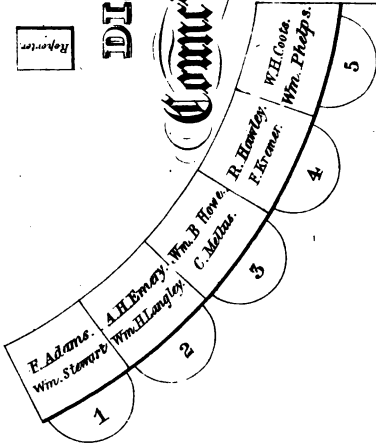 Reporter
DI
Counc
W.H. Coots.
Wm. Phelps.
5
R. Hawley.
F. Kremer.
4
Wm. B Howe.
C. Mellus.
3
A.H. Emery.
Wm. H. Langley.
2
F. Adams.
Wm. Stewart
1